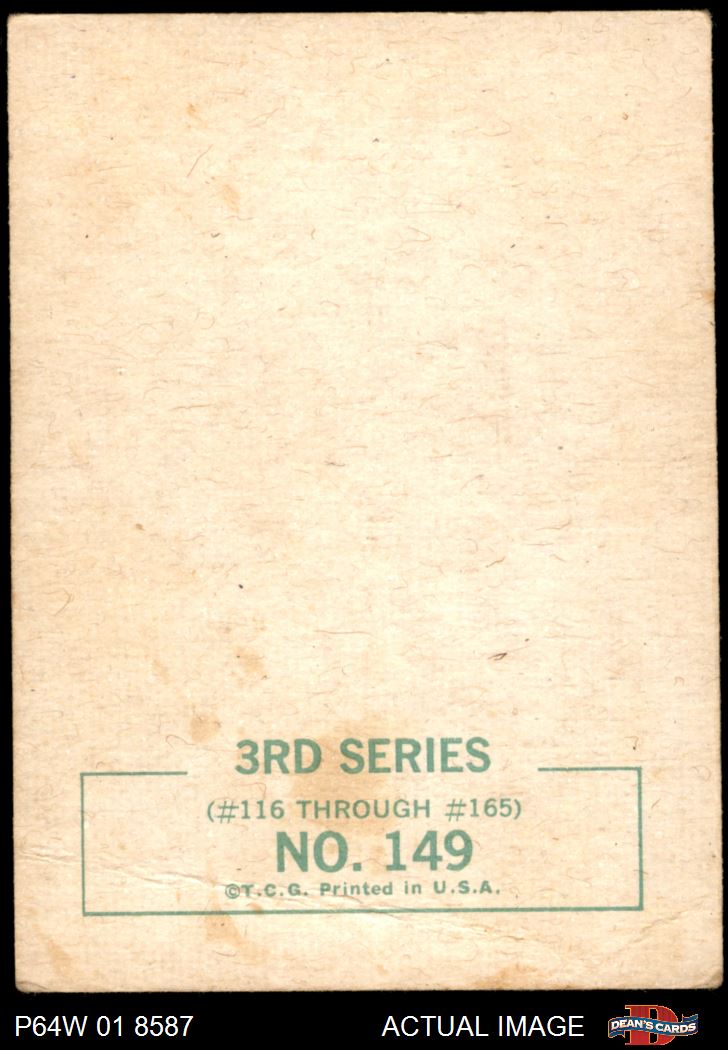 3RD SERIES
(#116 THROUGH #165)
NO. 149
©T.C.G. Printed in U.S.A.
P64W 01 8587
ACTUAL IMAGE
DEAN'S CARDS
D